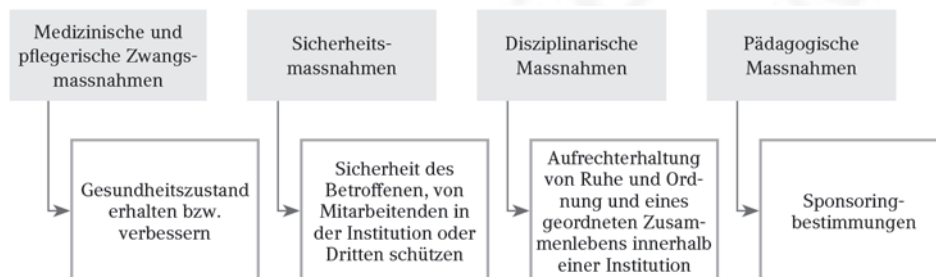 Medizinische und
pflegerische Zwangs-
massnahmen
Sicherheits-
massnahmen
Disziplinarische
Massnahmen
Pädagogische
Massnahmen
Gesundheitszustand
erhalten bzw.
verbessern
Sicherheit des
Betroffenen, von
Mitarbeitenden in
der Institution oder
Dritten schützen
Aufrechterhaltung
von Ruhe und Ord-
nung und eines
geordneten Zusam-
menlebens innerhalb
einer Institution
Sponsoring-
bestimmungen